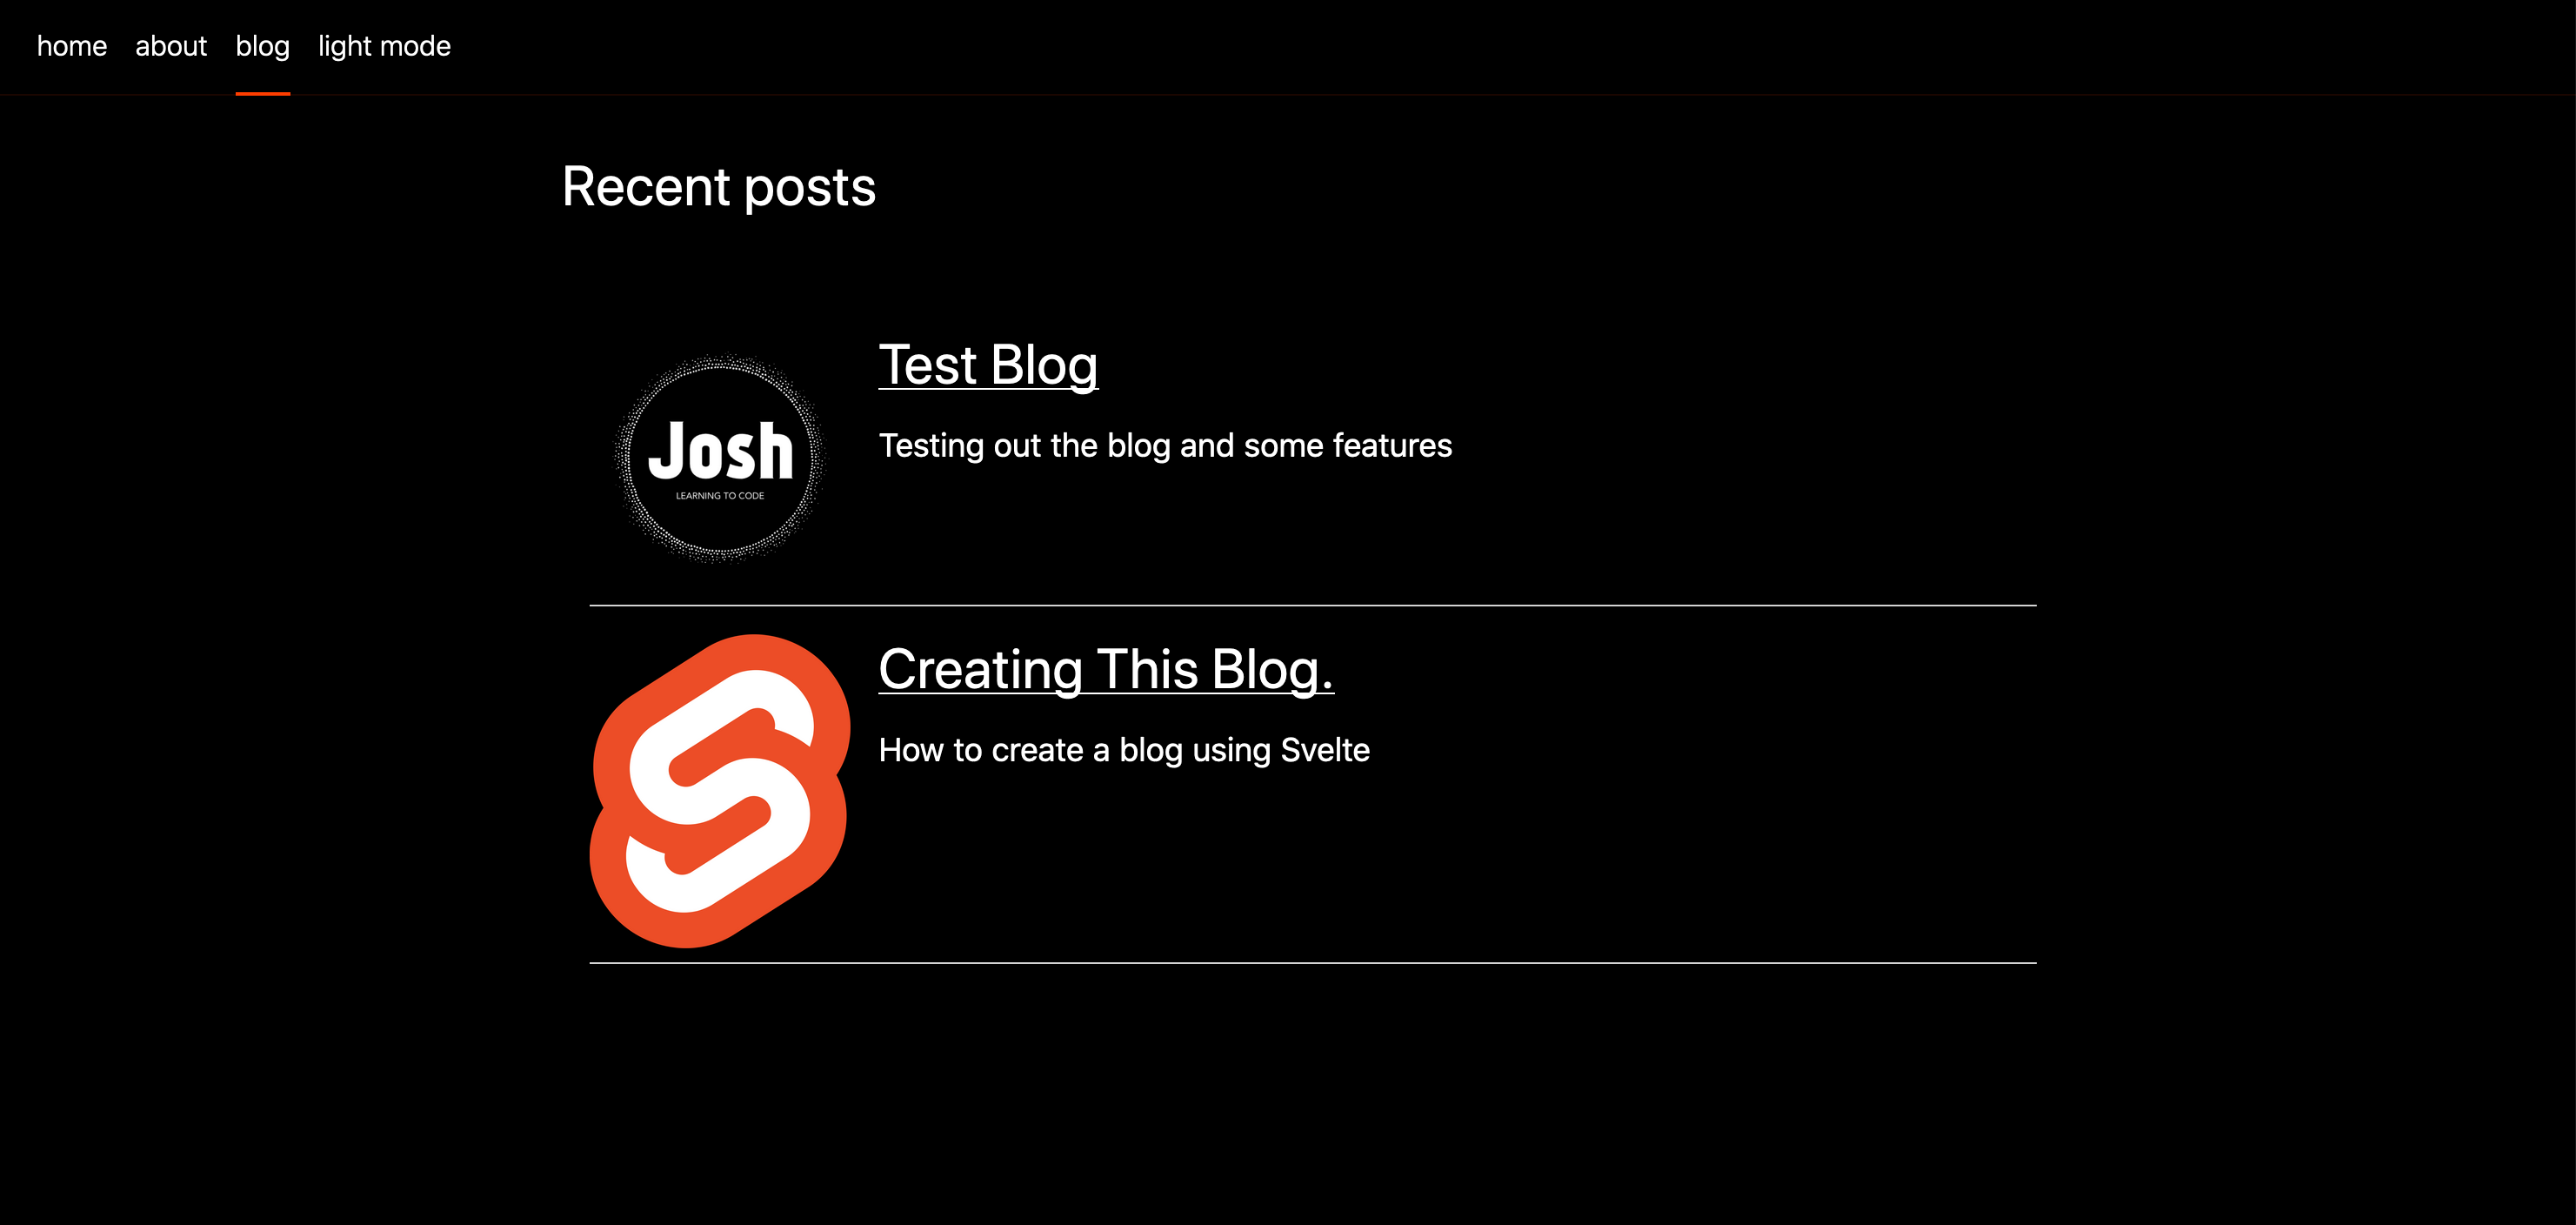 home about blog light mode
Recent posts
Test Blog
Testing out the blog and some features
Josh
LEARNING TO CODE
Creating This Blog.
How to create a blog using Svelte